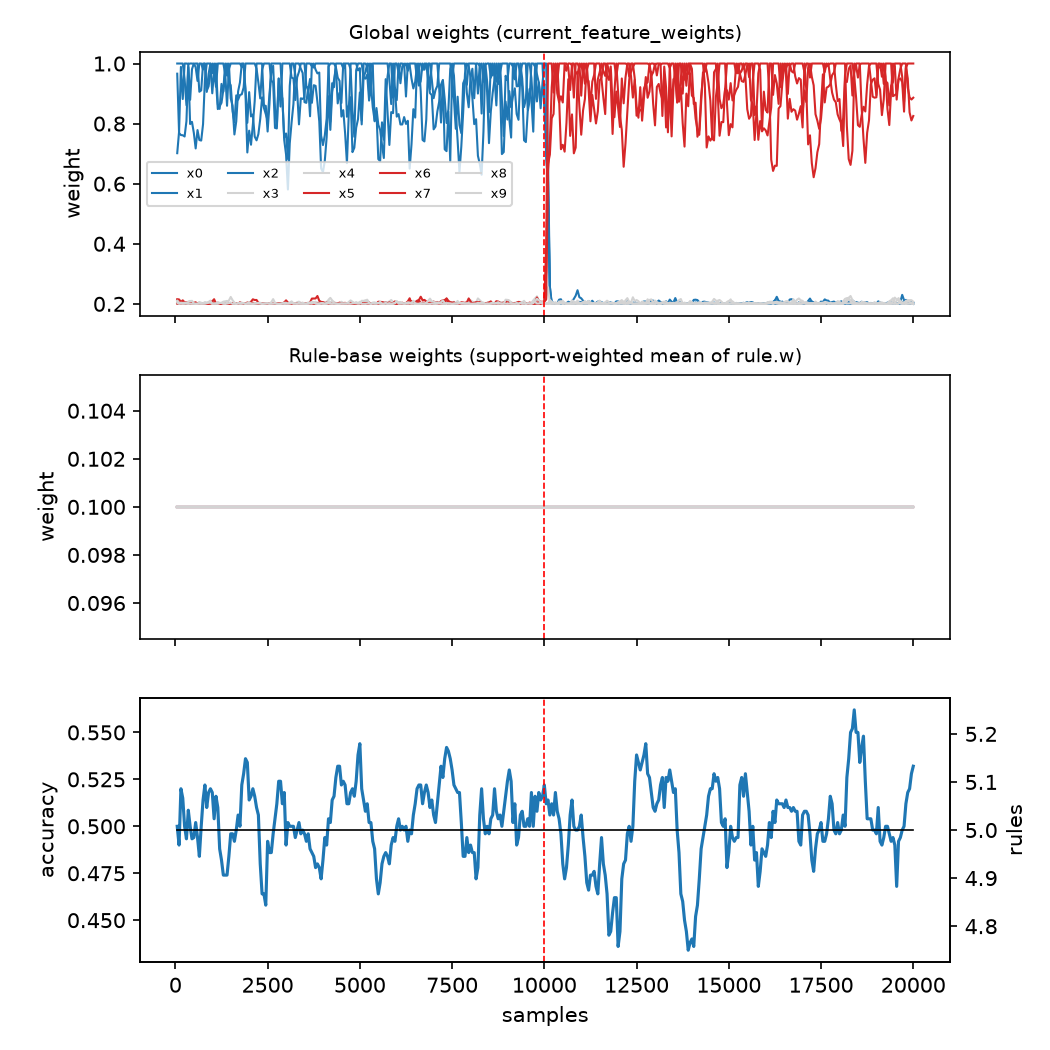 Global weights (current_feature_weights)
1.0
0.8
0.6
0.4
0.2
weight
x0 x2 x4 x6 x8
x1 x3 x5 x7 x9
Rule-base weights (support-weighted mean of rule.w)
0.104
0.102
0.100
0.098
0.096
weight
0.550
0.525
0.500
0.475
0.450
accuracy
5.2
5.1
5.0
4.9
4.8
rules
0 2500 5000 7500 10000 12500 15000 17500 20000
samples